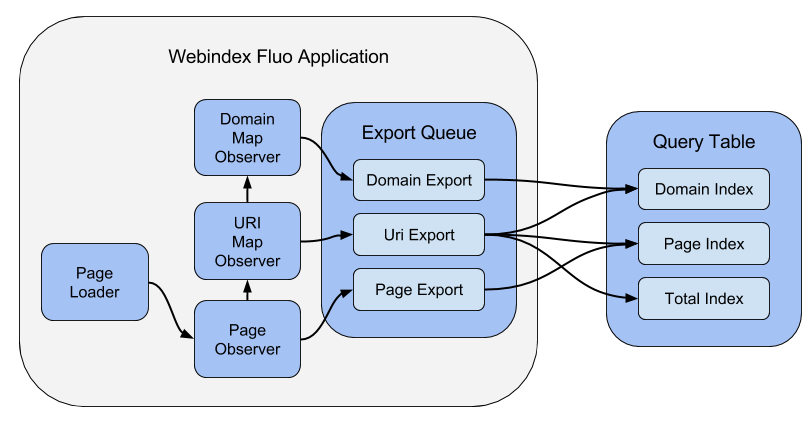 Webindex Fluo Application
Domain
Map
Observer
URI
Map
Observer
Page
Loader
Page
Observer
Export Queue
Domain Export
Uri Export
Page Export
Query Table
Domain Index
Page Index
Total Index